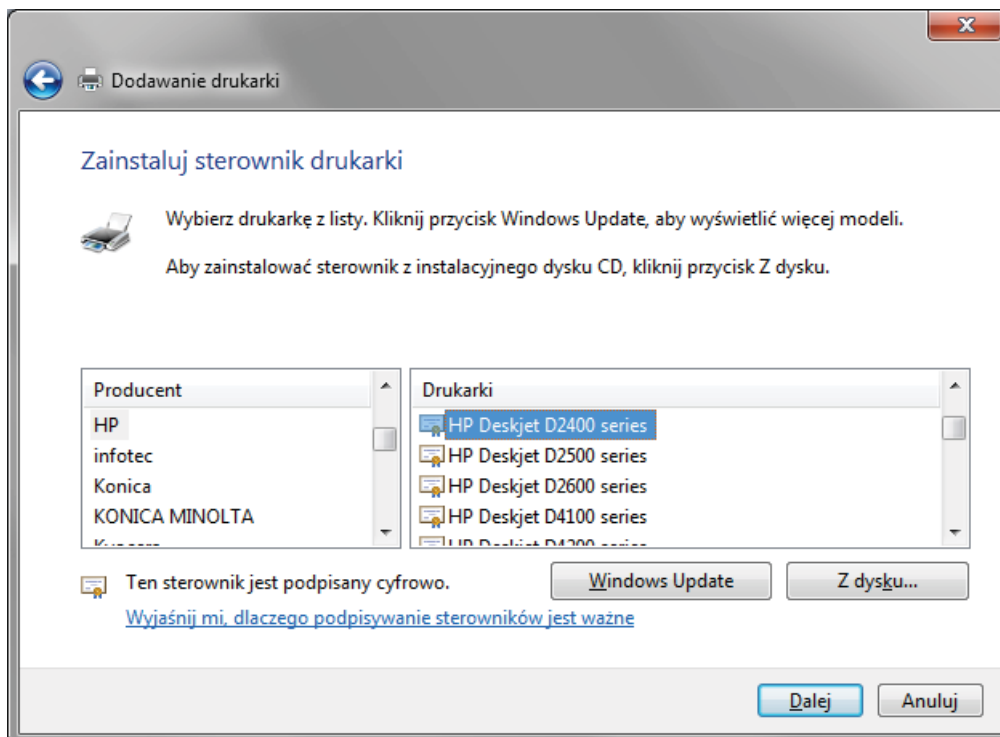 Dodawanie drukarki
Zainstaluj sterownik drukarki
Wybierz drukarkę z listy. Kliknij przycisk Windows Update, aby wyświetlić więcej modeli.
Aby zainstalować sterownik z instalacyjnego dysku CD, kliknij przycisk Z dysku.
Producent
HP
infotec
Konica
KONICA MINOLTA
Drukarki
HP Deskjet D2400 series
HP Deskjet D2500 series
HP Deskjet D2600 series
HP Deskjet D4100 series
Ten sterownik jest podpisany cyfrowo.
Windows Update
Z dysku...
Wyjaśnij mi, dlaczego podpisywanie sterowników jest ważne
Dalej
Anuluj